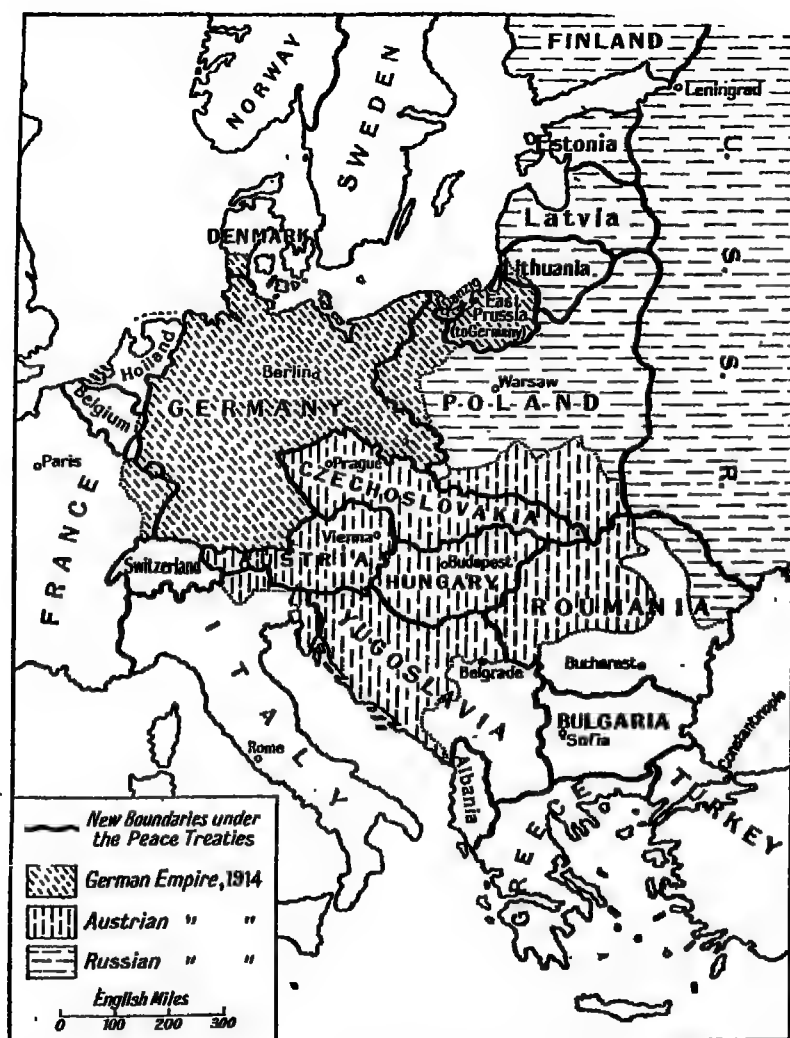 NORWAY
SWEDEN
FINLAND
Leningrad
Estonia
Latvia
Lithuania
U.
S.
S.
R.
DENMARK
Danzig
East
Prussia
(to Germany)
Holland
Belgium
Berlin
GERMANY
Warsaw
POLAND
Paris
FRANCE
Prague
CZECHOSLOVAKIA
Switzerland
Vienna
STRIA
Budapest
HUNGARY
ROUMANIA
YUGOSLAVIA
Belgrade
Bucharest
ITALY
Rome
BULGARIA
Sofia
Constantinople
TURKEY
Albania
GREECE
New Boundaries under
the Peace Treaties
German Empire, 1914
Austrian " "
Russian " "
English Miles
0 100 200 300